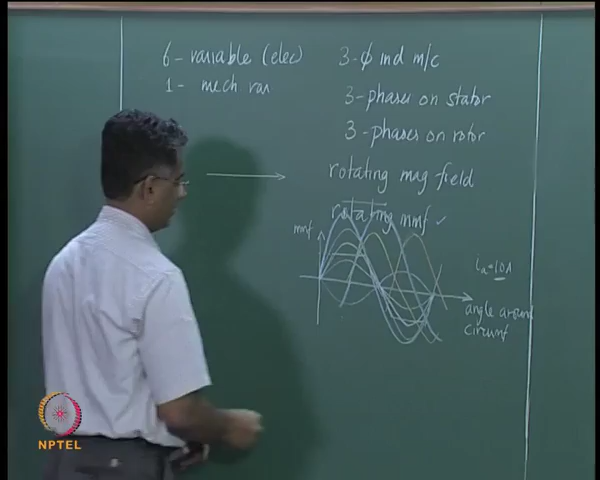 6 - variable (elec)
1 - mech var
3-ϕ ind m/c
3-phases on stator
3-phases on rotor
rotating mag field
rotating mmf ✓
mmf
ia=10A
angle around
circumf
NPTEL